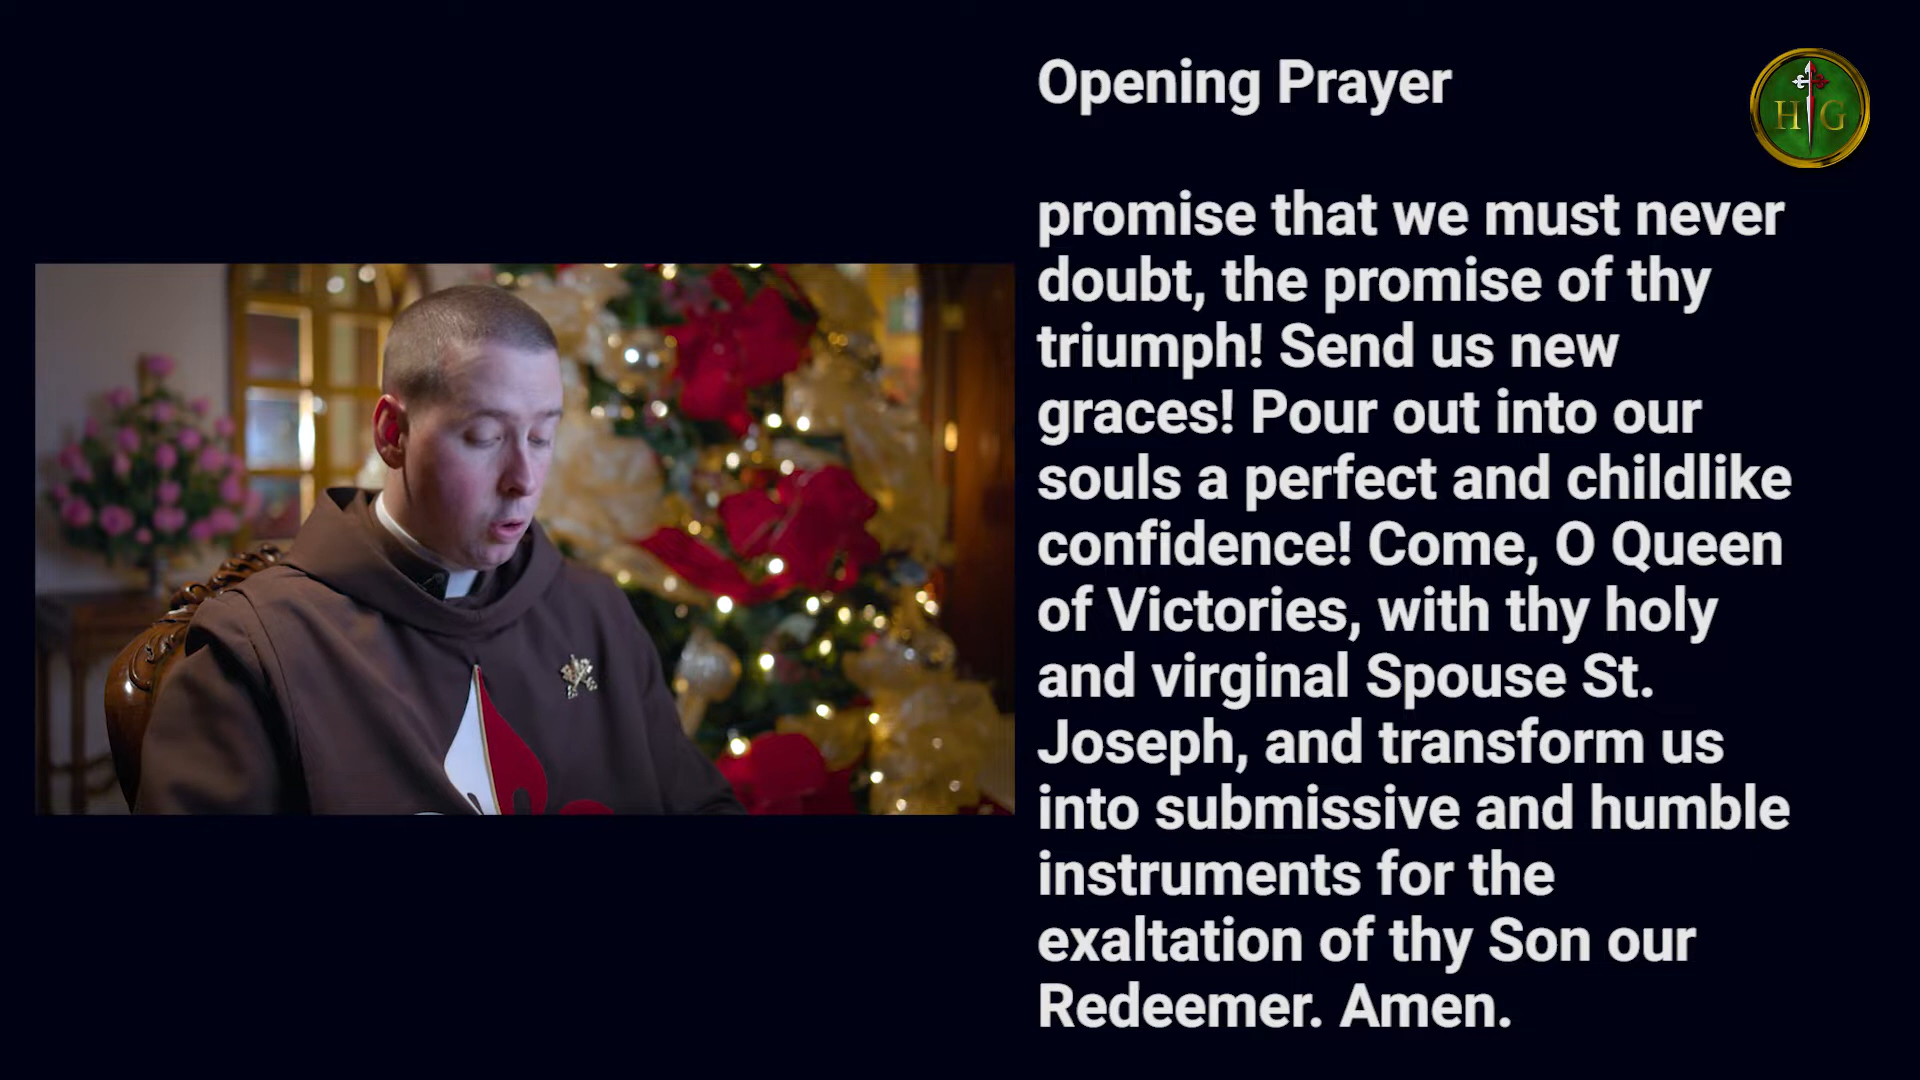 Opening Prayer
H G
promise that we must never
doubt, the promise of thy
triumph! Send us new
graces! Pour out into our
souls a perfect and childlike
confidence! Come, O Queen
of Victories, with thy holy
and virginal Spouse St.
Joseph, and transform us
into submissive and humble
instruments for the
exaltation of thy Son our
Redeemer. Amen.